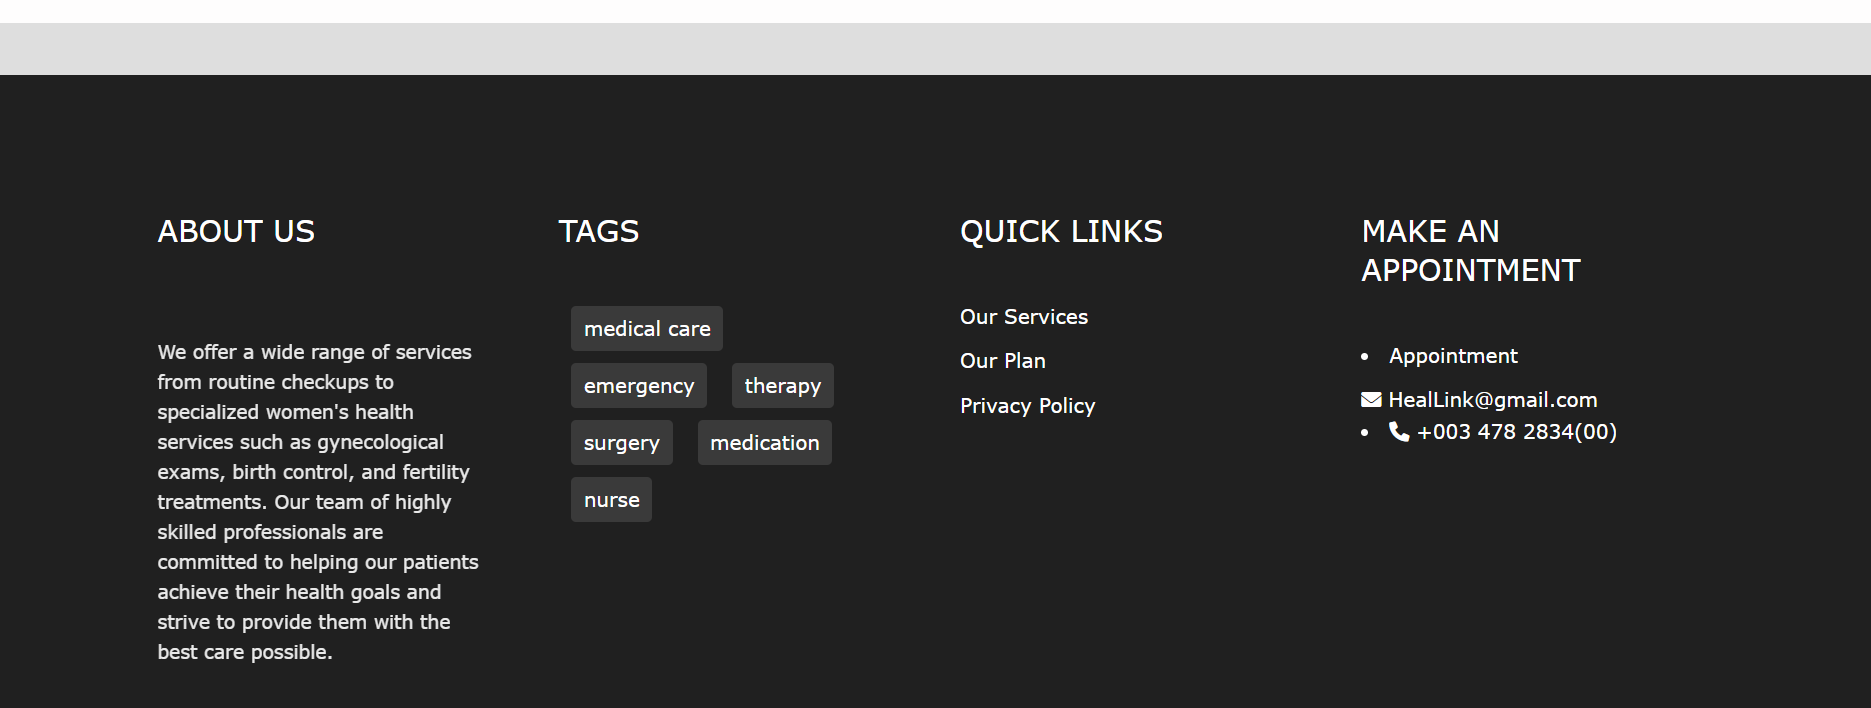 ABOUT US
We offer a wide range of services
from routine checkups to
specialized women's health
services such as gynecological
exams, birth control, and fertility
treatments. Our team of highly
skilled professionals are
committed to helping our patients
achieve their health goals and
strive to provide them with the
best care possible.
TAGS
medical care
emergency therapy
surgery medication
nurse
QUICK LINKS
Our Services
Our Plan
Privacy Policy
MAKE AN
APPOINTMENT
• Appointment
HealLink@gmail.com
• +003 478 2834(00)